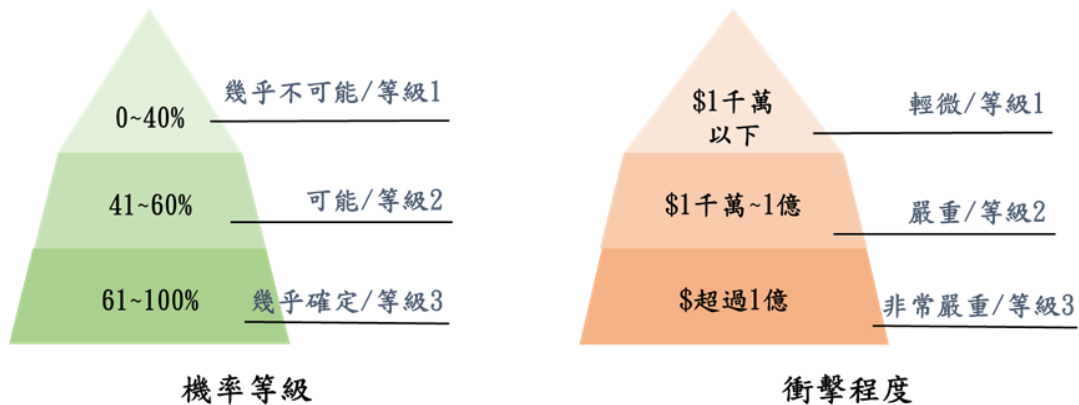 0~40%
幾乎不可能/等級1
41~60%
可能/等級2
61~100%
幾乎確定/等級3
機率等級
$1千萬
以下
輕微/等級1
$1千萬~1億
嚴重/等級2
$超過1億
非常嚴重/等級3
衝擊程度